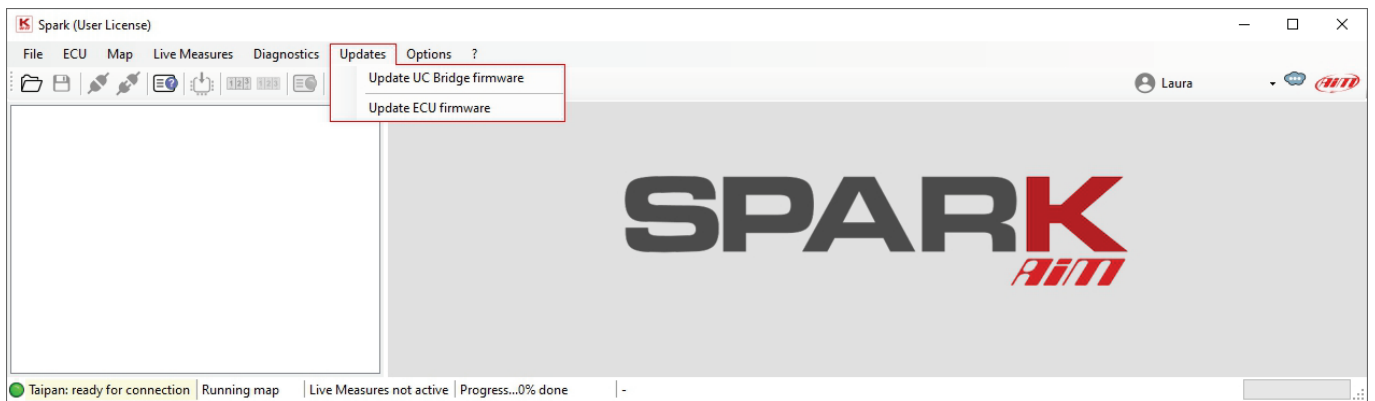 Spark (User License)
File ECU Map Live Measures Diagnostics Updates Options ?
Update UC Bridge firmware
Update ECU firmware
Laura
AiM
SPARK
AiM
Taipan: ready for connection Running map Live Measures not active Progress...0% done -